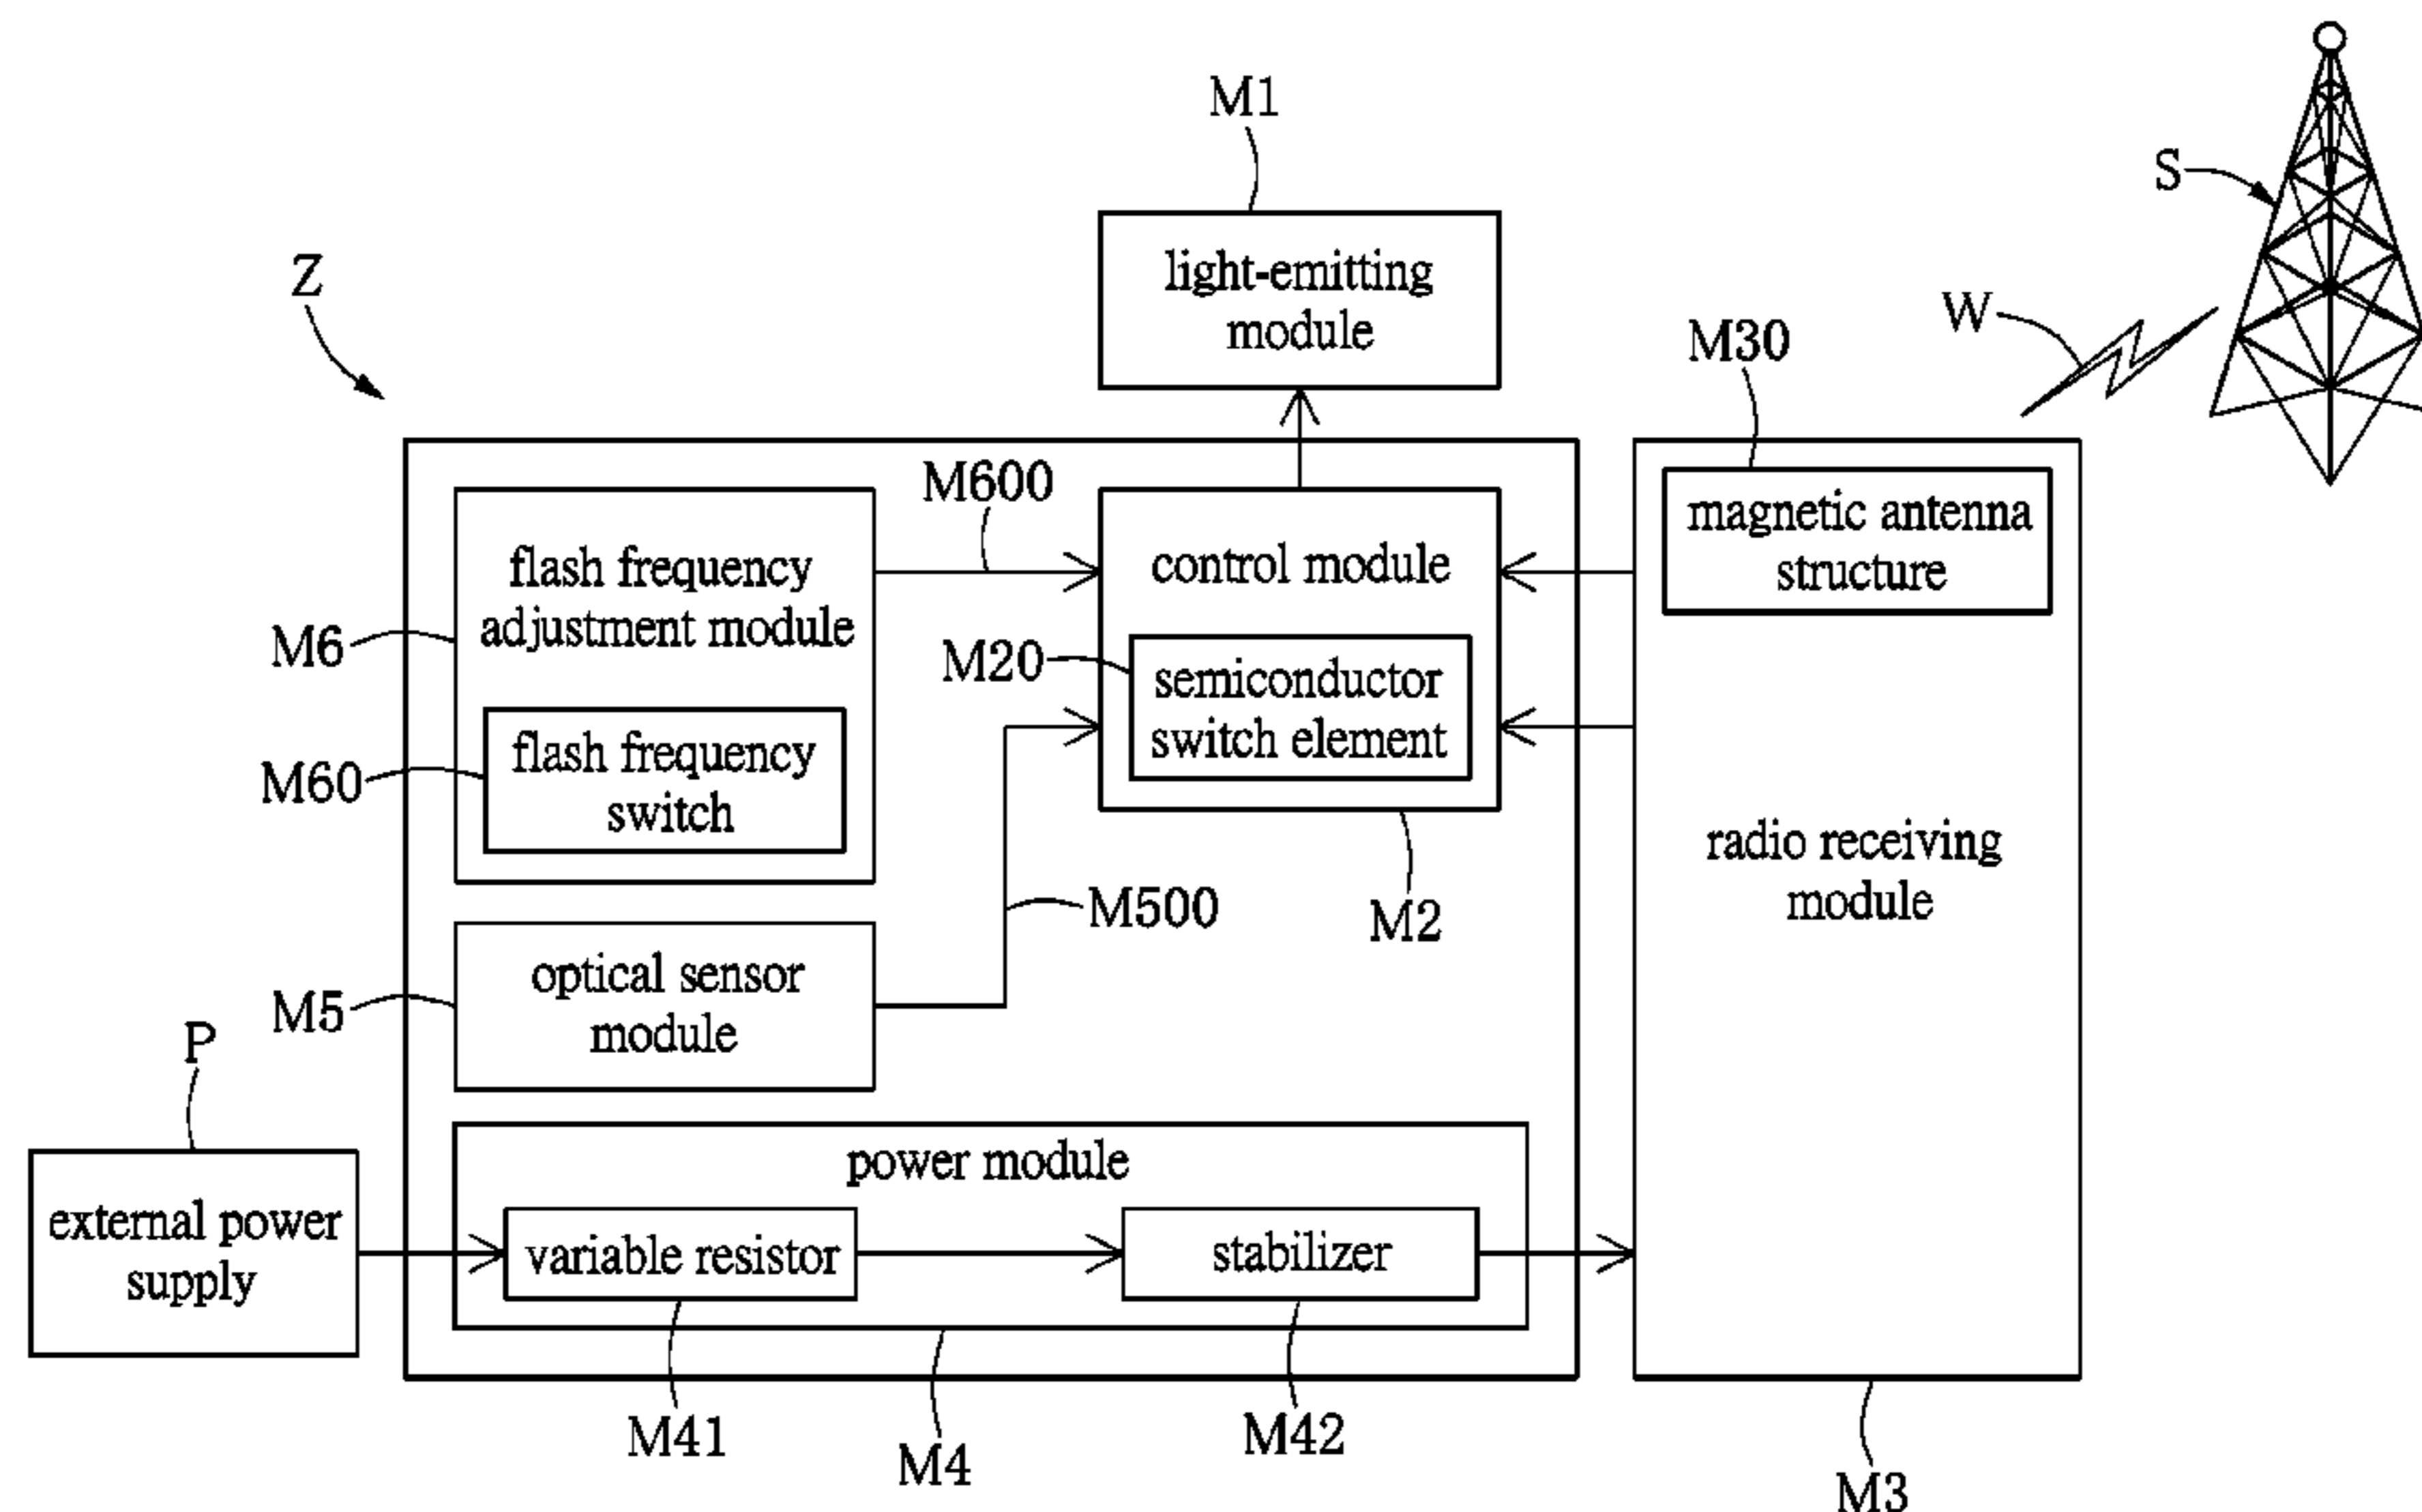 M1
S
light-emitting
module
Z
W
M30
M600
magnetic antenna
structure
flash frequency
adjustment module
control module
M6
M20
semiconductor
switch element
flash frequency
switch
M60
radio receiving
module
M500
M2
optical sensor
module
M5
P
power module
external power
supply
variable resistor
stabilizer
M41
M4
M42
M3